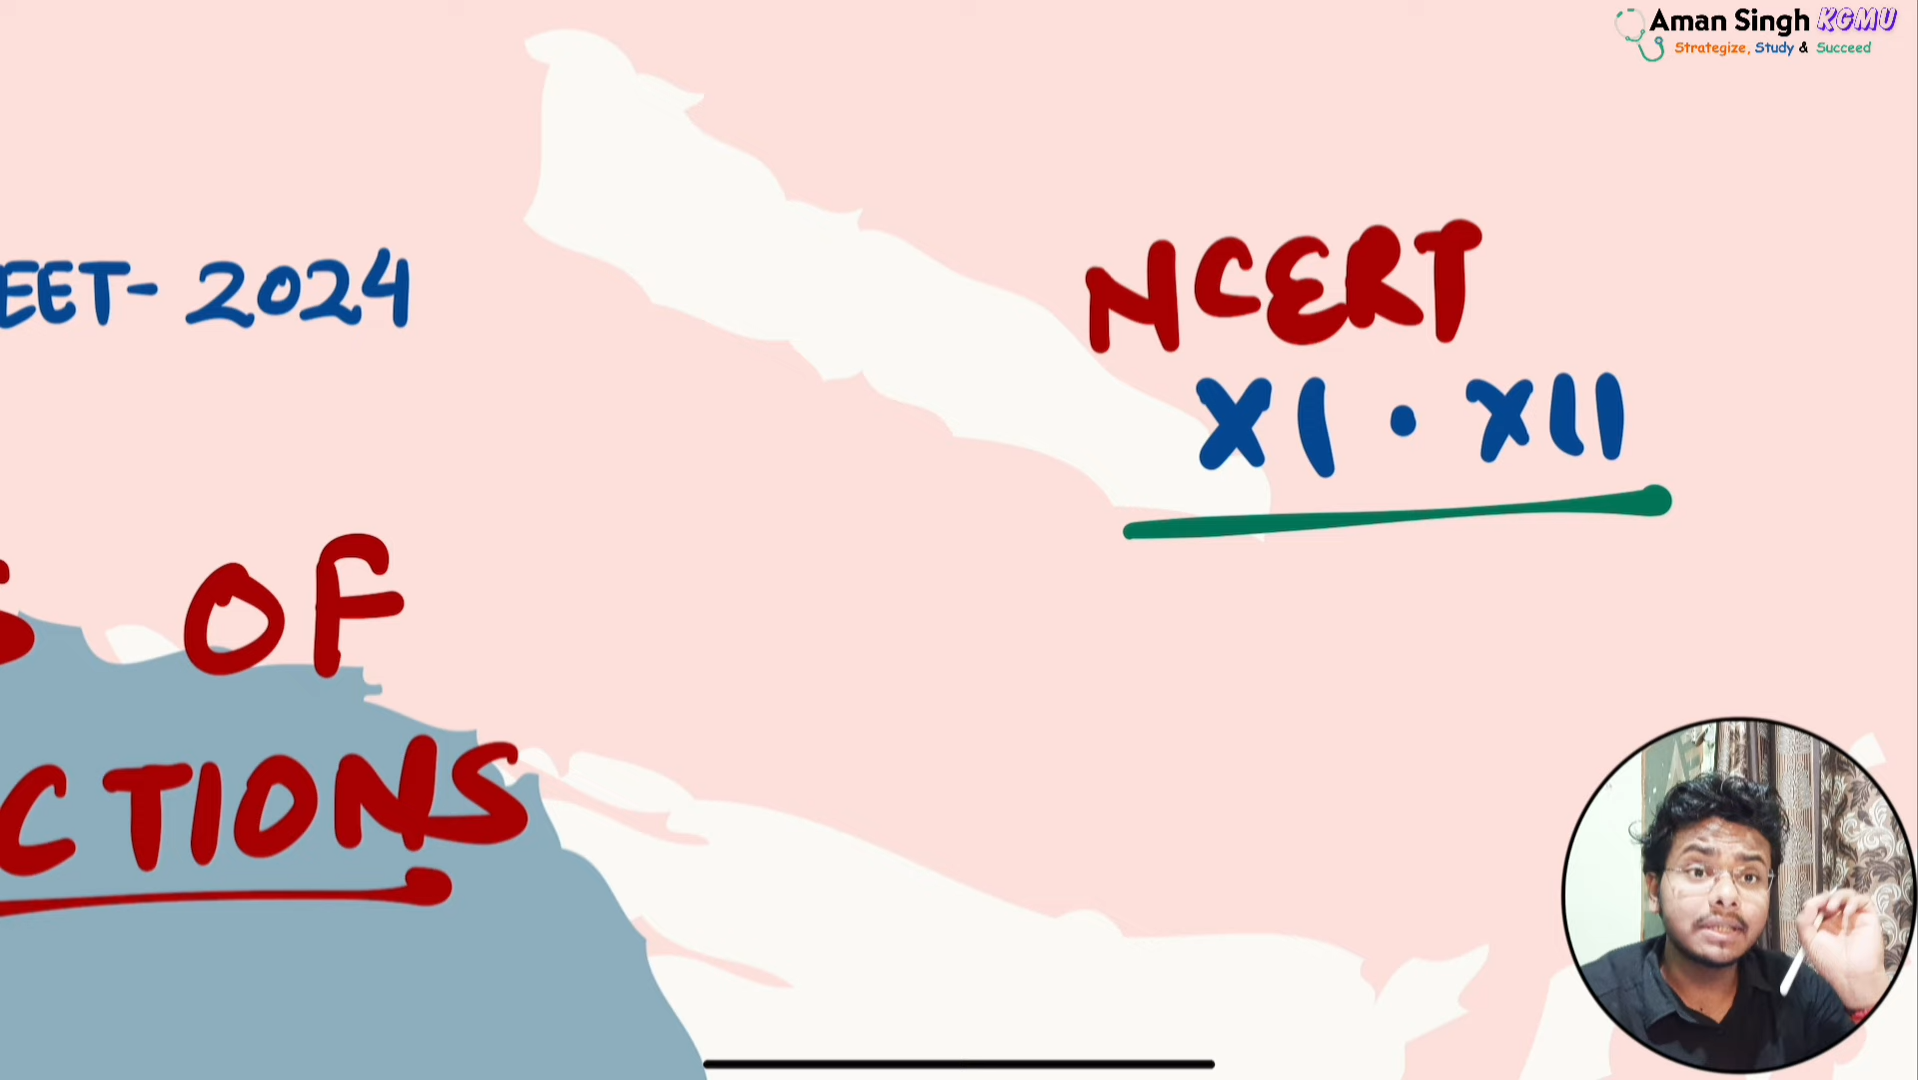 Aman Singh KGMU
Strategize, Study & Succeed
EET- 2024
NCERT
XI • XII
S OF
CTIONS